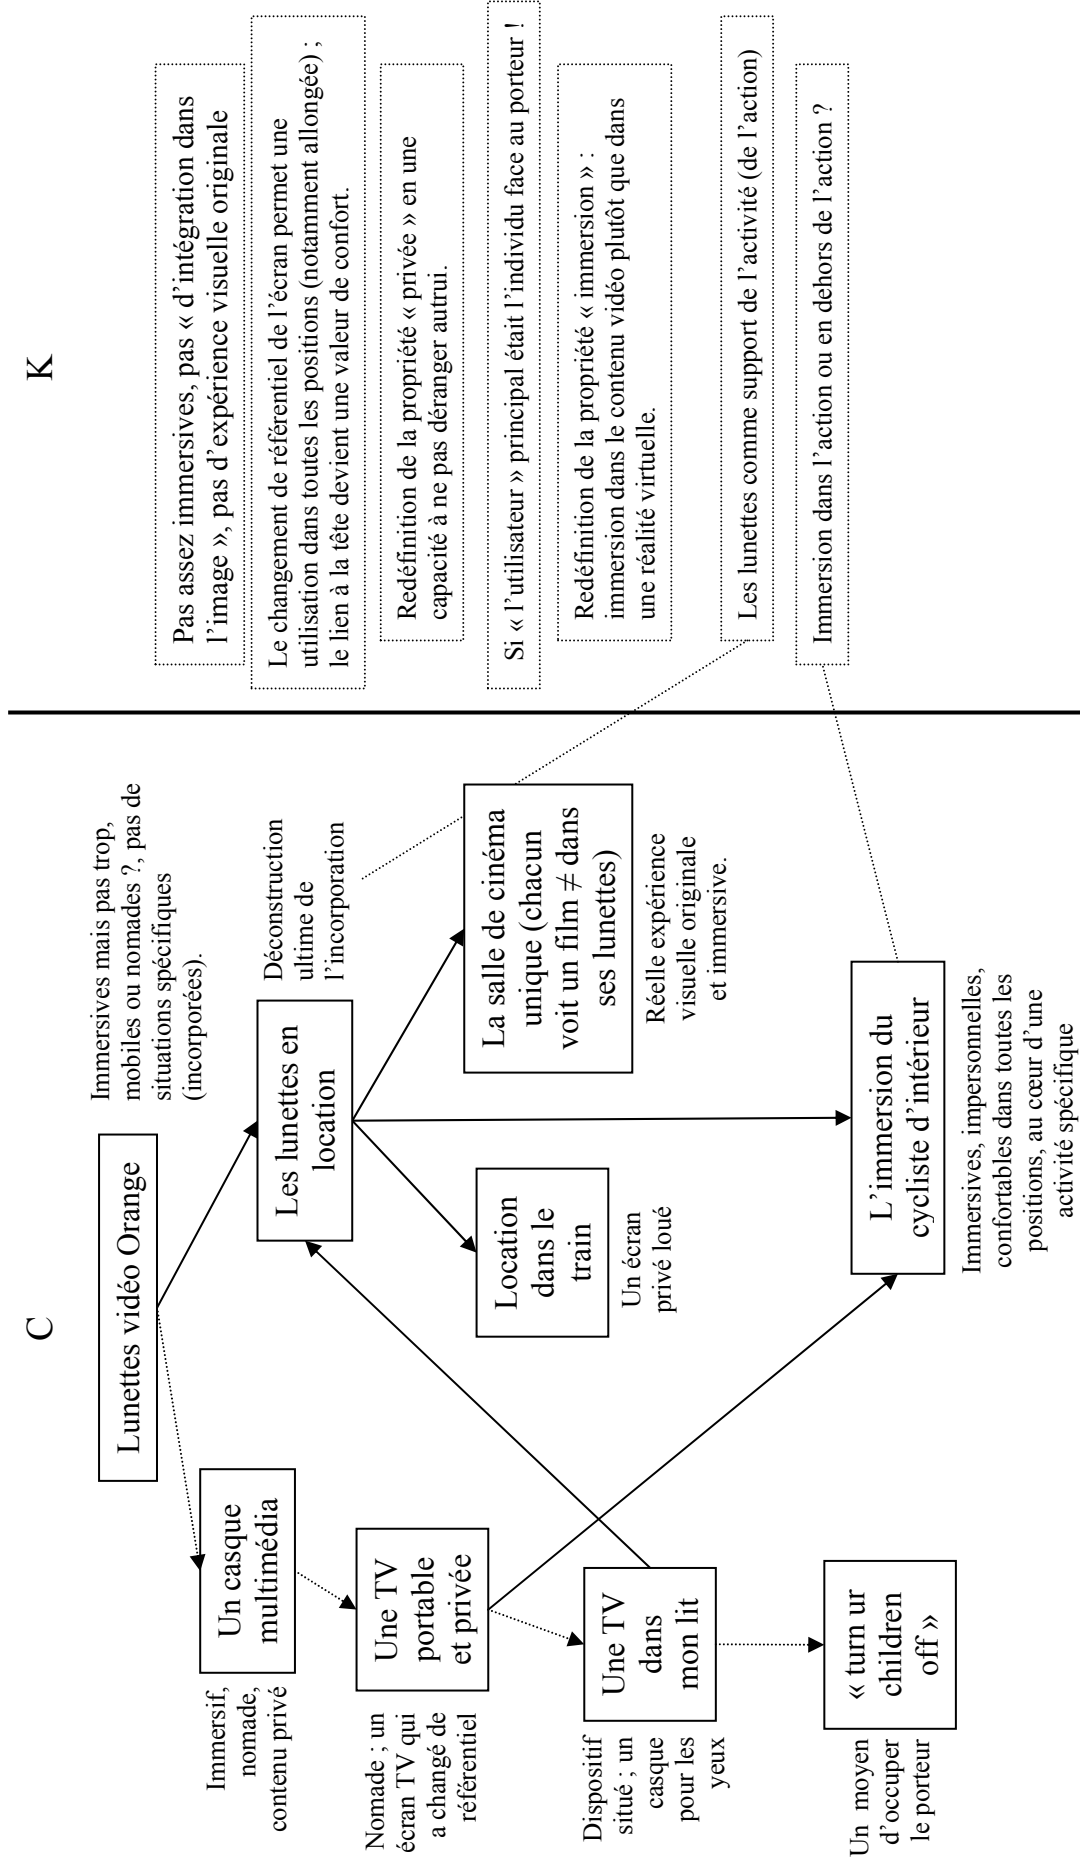 C
K
Lunettes vidéo Orange
Immersives mais pas trop,
mobiles ou nomades ?, pas de
situations spécifiques
(incorporées).
Immersif,
nomade,
contenu privé
Un casque
multimédia
Nomade ; un
écran TV qui
a changé de
référentiel
Une TV
portable
et privée
Dispositif
situé ; un
casque
pour les
yeux
Une TV
dans
mon lit
Un moyen
d’occuper
le porteur
« turn ur
children
off »
Les lunettes en
location
Déconstruction
ultime de
l’incorporation
Location
dans le
train
Un écran
privé loué
La salle de cinéma
unique (chacun
voit un film ≠ dans
ses lunettes)
Réelle expérience
visuelle originale
et immersive.
L’immersion du
cycliste d’intérieur
Immersives, impersonnelles,
confortables dans toutes les
positions, au cœur d’une
activité spécifique
Pas assez immersives, pas « d’intégration dans
l’image », pas d’expérience visuelle originale
Le changement de référentiel de l’écran permet une
utilisation dans toutes les positions (notamment allongée) ;
le lien à la tête devient une valeur de confort.
Redéfinition de la propriété « privée » en une
capacité à ne pas déranger autrui.
Si « l’utilisateur » principal était l’individu face au porteur !
Redéfinition de la propriété « immersion » :
immersion dans le contenu vidéo plutôt que dans
une réalité virtuelle.
Les lunettes comme support de l’activité (de l’action)
Immersion dans l’action ou en dehors de l’action ?